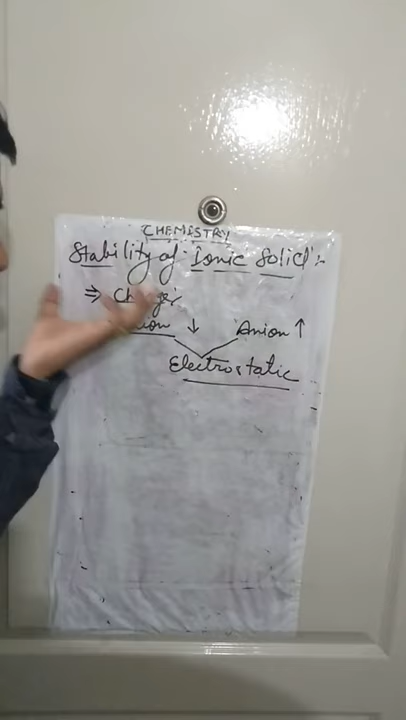 CHEMISTRY
Stability of Ionic Solid :-
⇒ Charge:
↓ Anion ↑
Electrostatic